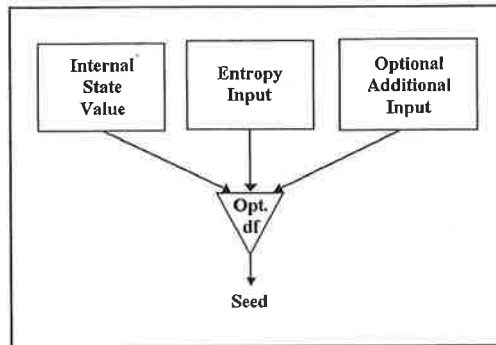 Internal
State
Value
Entropy
Input
Optional
Additional
Input
Opt.
df
Seed